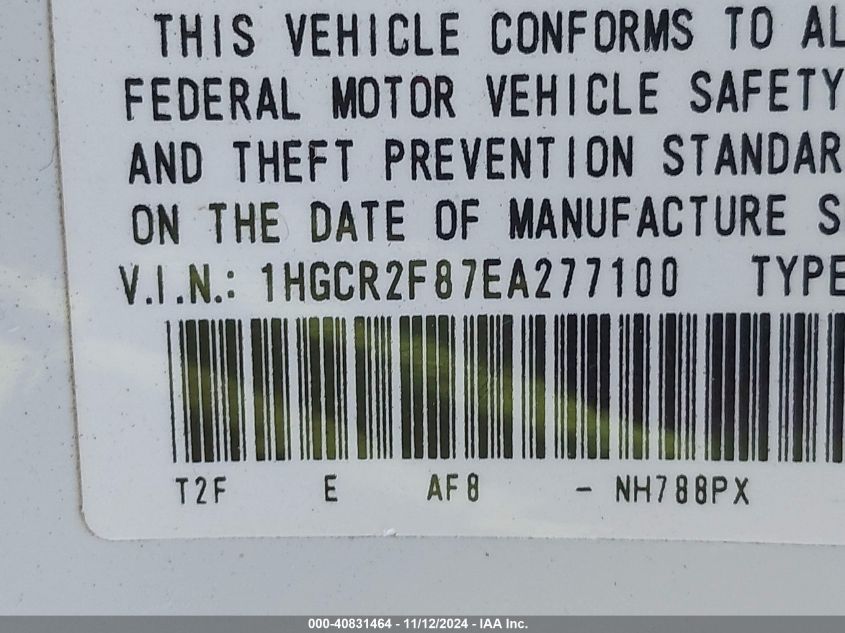 THIS VEHICLE CONFORMS TO AL
FEDERAL MOTOR VEHICLE SAFETY
AND THEFT PREVENTION STANDAR
ON THE DATE OF MANUFACTURE S
V.I.N.: 1HGCR2F87EA277100 TYPE
T2F E AF8 - NH788PX
000-40831464 - 11/12/2024 - IAA Inc.